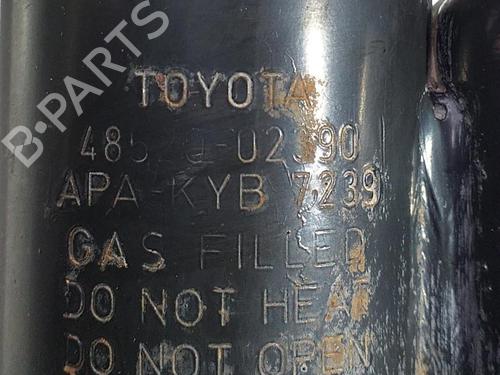 B-PARTS
TOYOTA
APA-KYB 7239
GAS FILLED
DO NOT HEAT
DO NOT OPEN